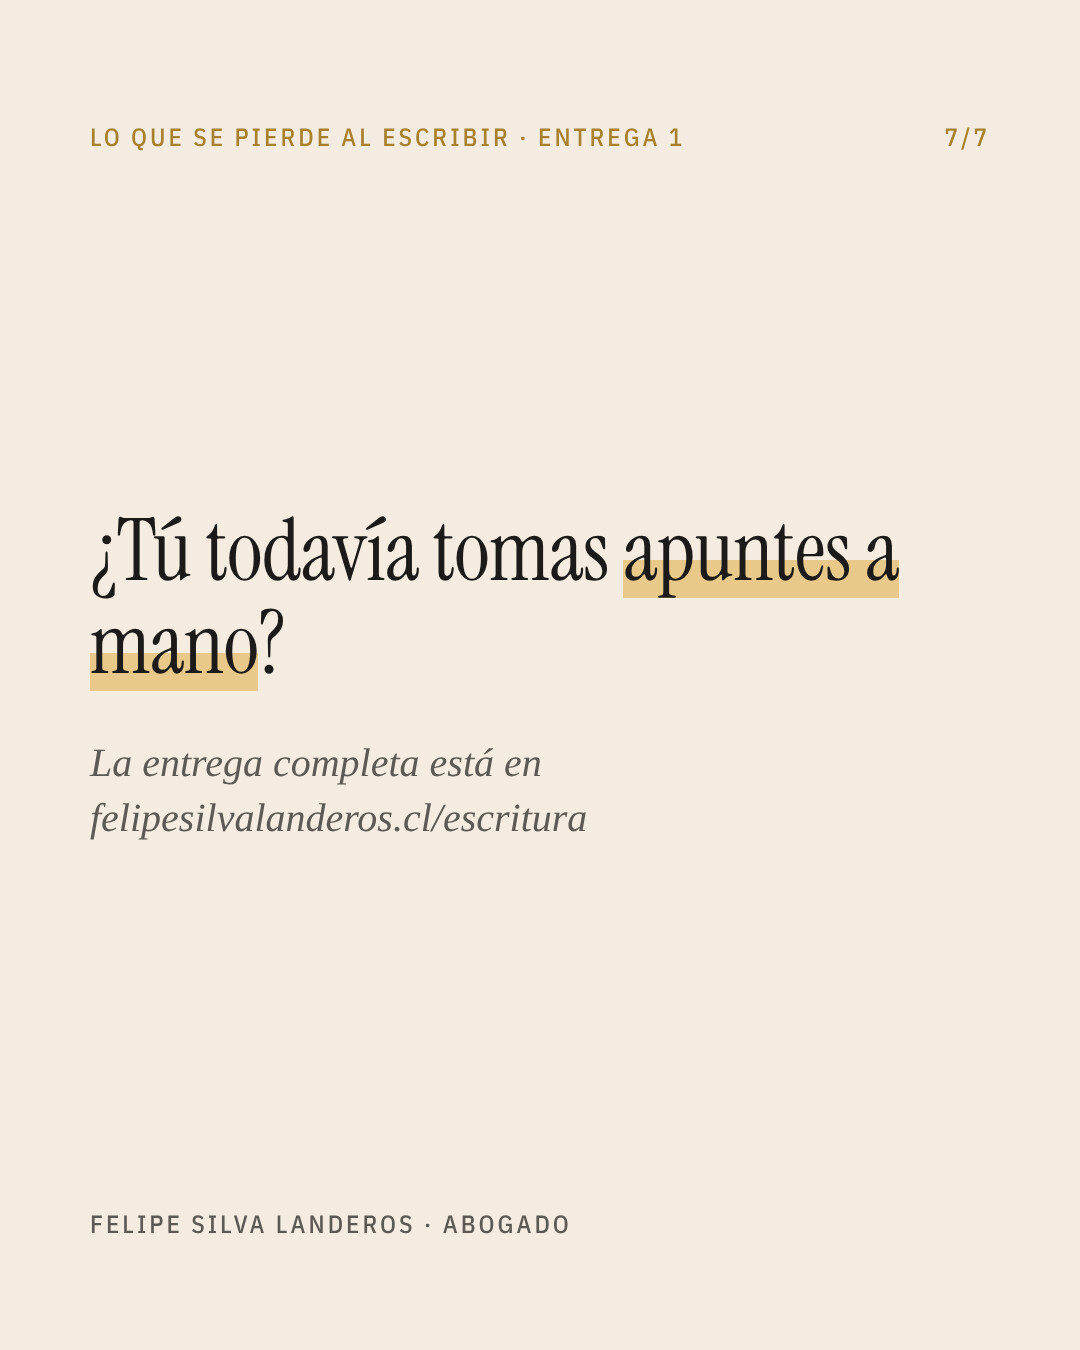 LO QUE SE PIERDE AL ESCRIBIR · ENTREGA 1 7/7
¿Tú todavía tomas apuntes a
mano?
La entrega completa está en
felipesilvalanderos.cl/escritura
FELIPE SILVA LANDEROS · ABOGADO